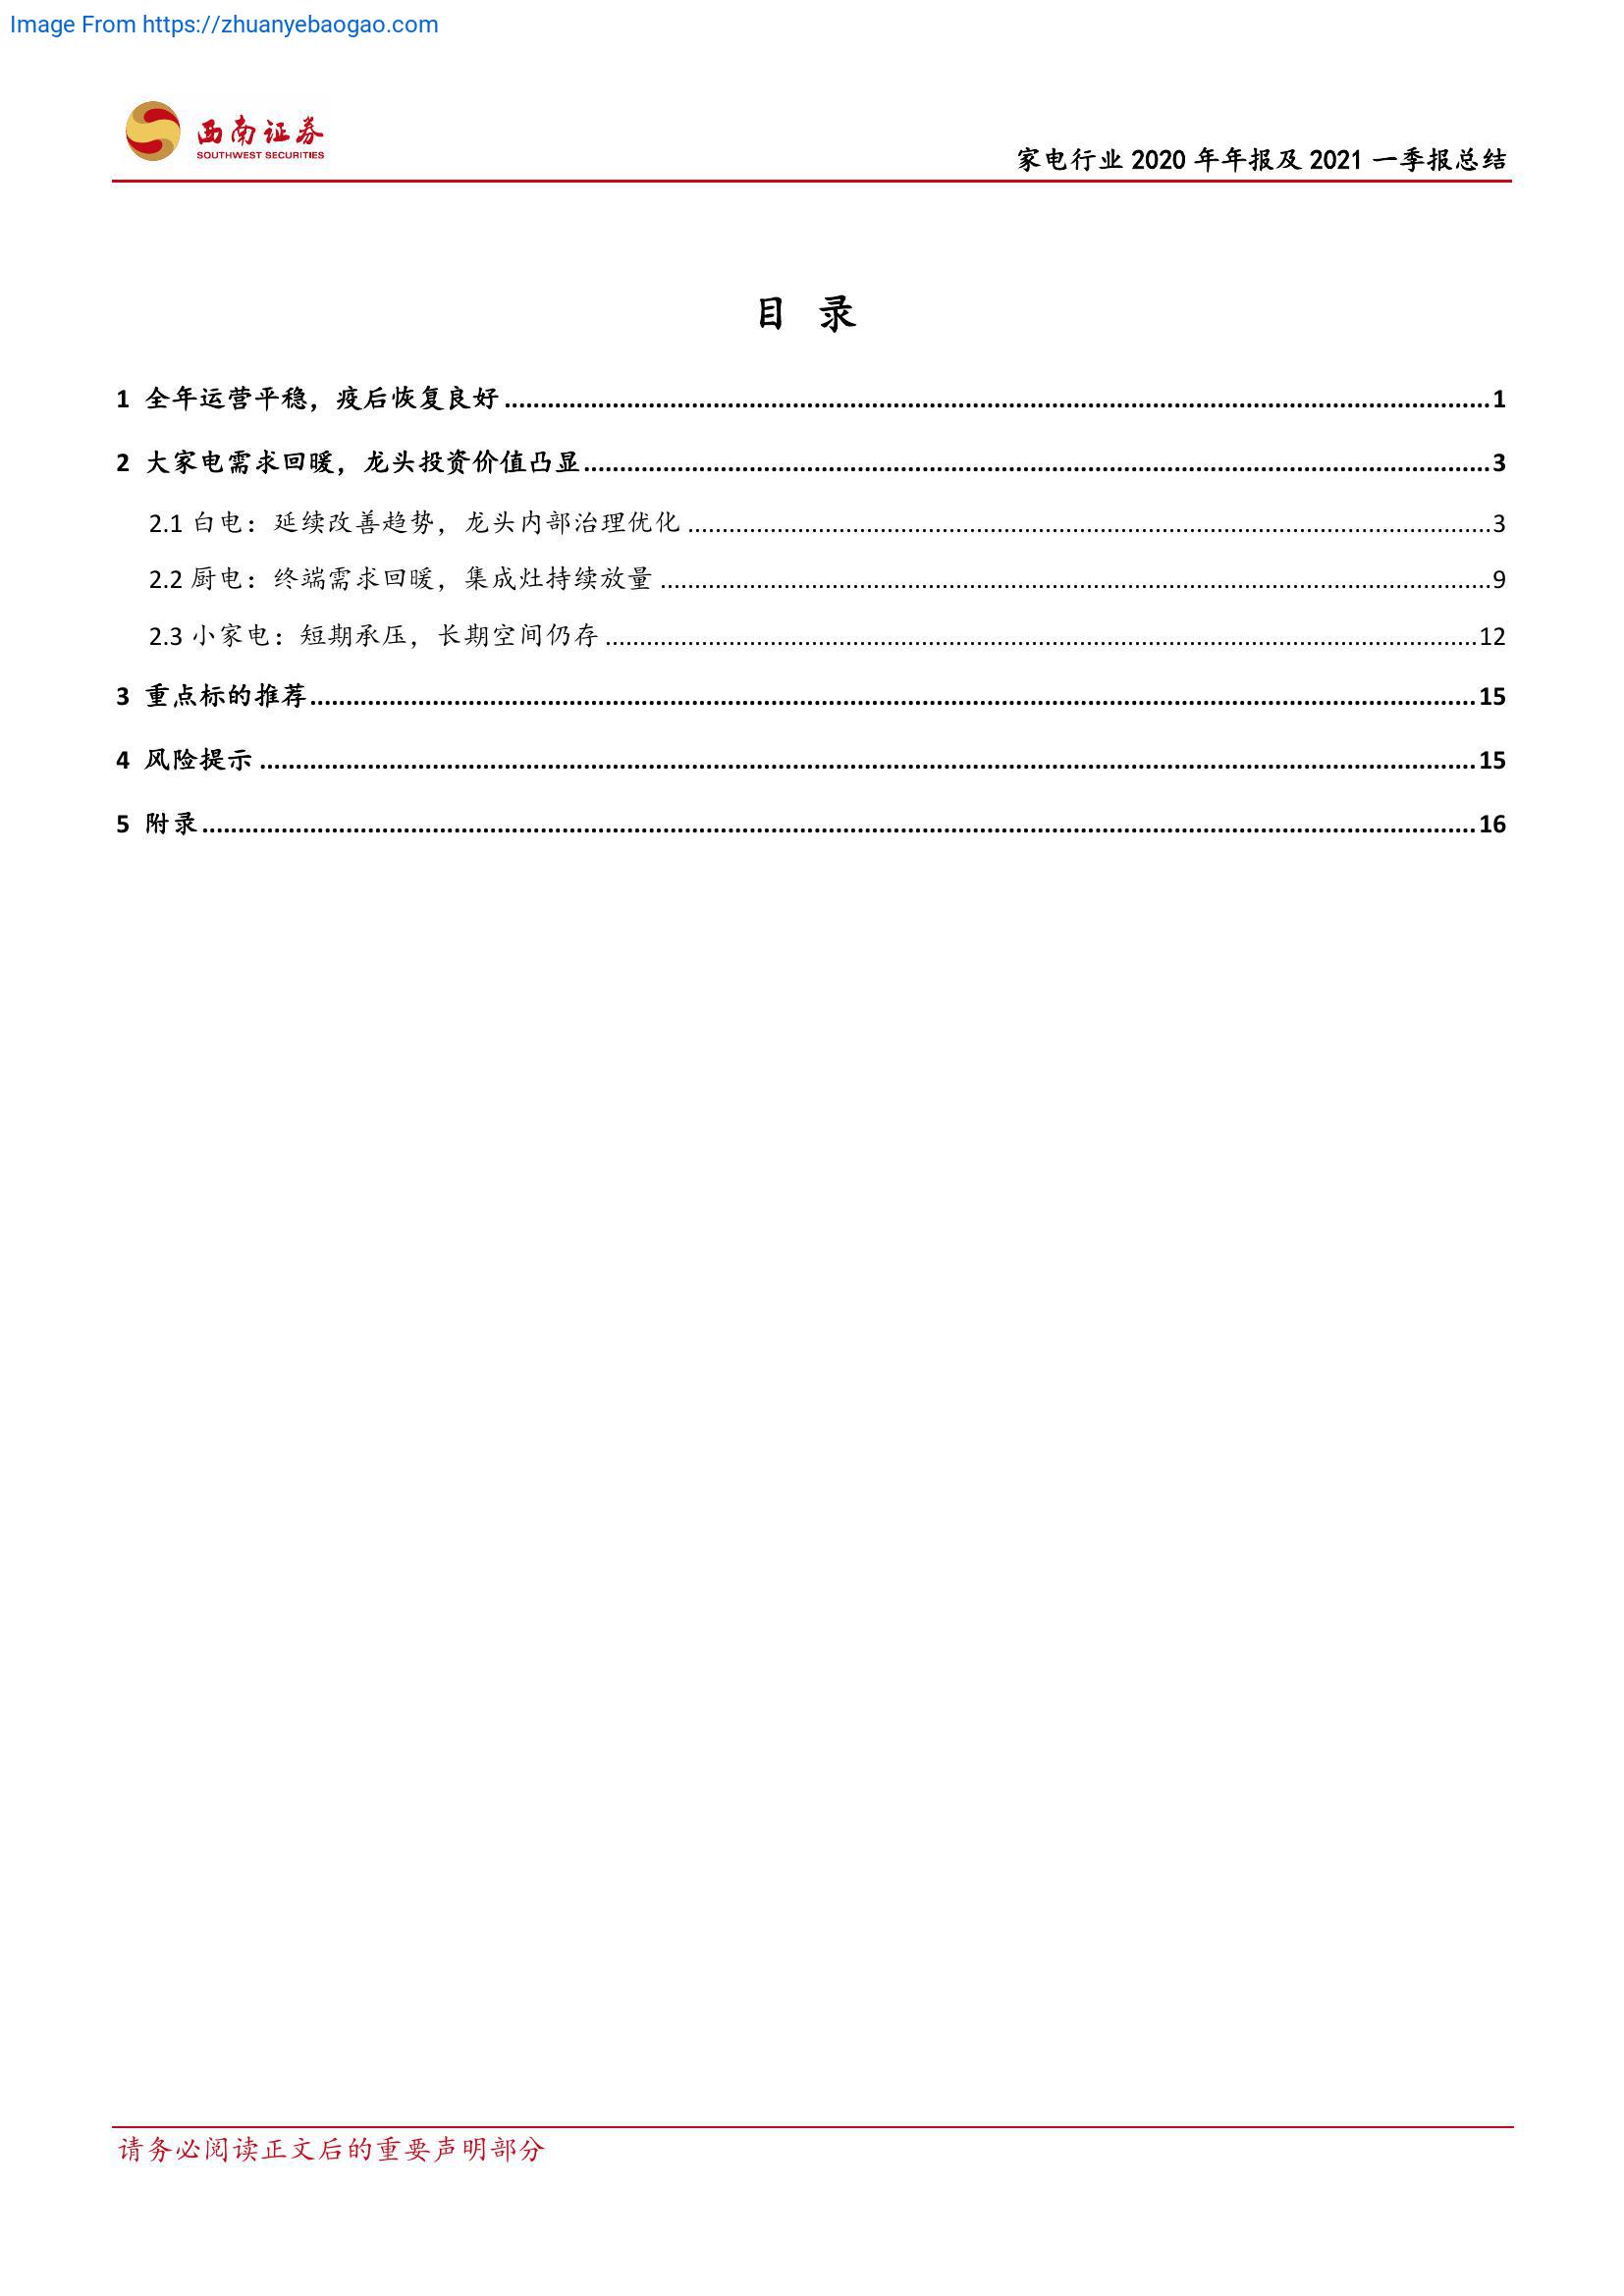 Image From https://zhuanyebaogao.com
西南证券
SOUTHWEST SECURITIES
家电行业 2020 年年报及 2021 一季报总结
目 录
1 全年运营平稳，疫后恢复良好 1
2 大家电需求回暖，龙头投资价值凸显 3
2.1 白电：延续改善趋势，龙头内部治理优化 3
2.2 厨电：终端需求回暖，集成灶持续放量 9
2.3 小家电：短期承压，长期空间仍存 12
3 重点标的推荐 15
4 风险提示 15
5 附录 16
请务必阅读正文后的重要声明部分